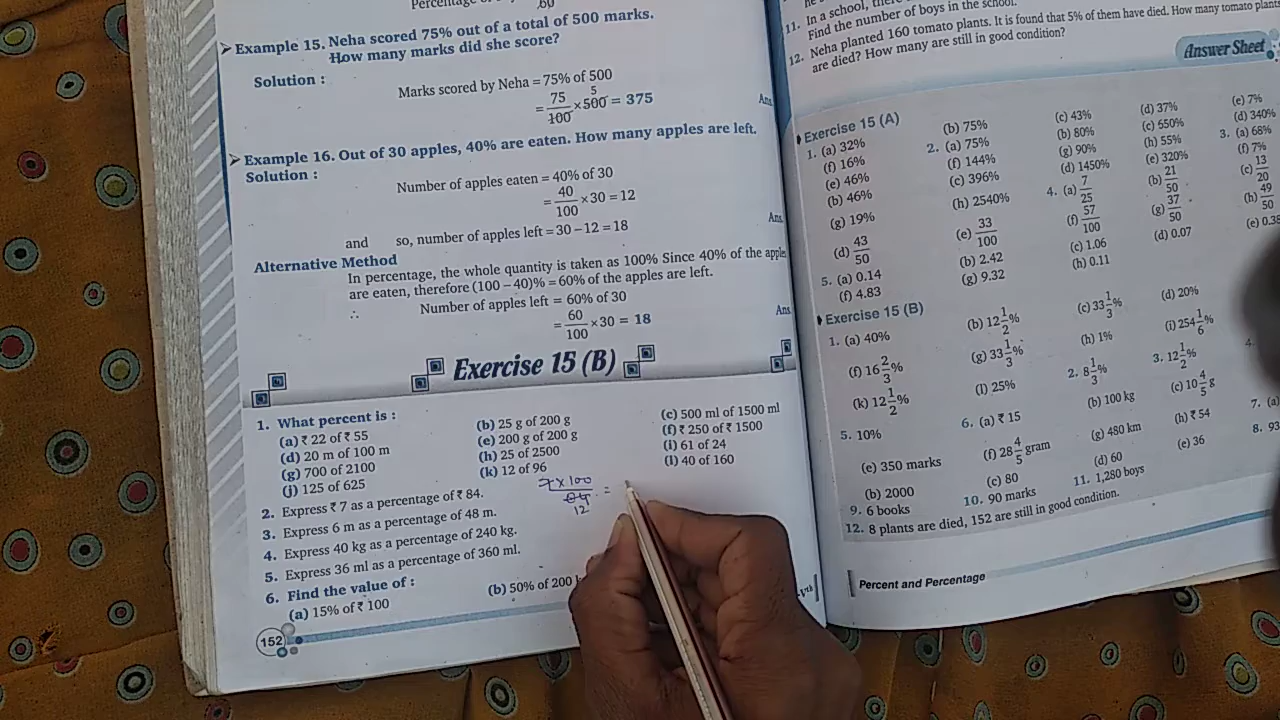 Percentage of
60
➤ Example 15. Neha scored 75% out of a total of 500 marks.
How many marks did she score?
Solution :
Marks scored by Neha = 75% of 500
= 75/100 × 500 5 = 375
Ans
➤ Example 16. Out of 30 apples, 40% are eaten. How many apples are left.
Solution :
Number of apples eaten = 40% of 30
= 40/100 × 30 = 12
Ans
and so, number of apples left = 30 – 12 = 18
Alternative Method
In percentage, the whole quantity is taken as 100% Since 40% of the apple
are eaten, therefore (100 – 40)% = 60% of the apples are left.
∴ Number of apples left = 60% of 30
= 60/100 × 30 = 18
Ans
Exercise 15 (B)
1. What percent is :
(a) ₹ 22 of ₹ 55 (b) 25 g of 200 g (c) 500 ml of 1500 ml
(d) 20 m of 100 m (e) 200 g of 200 g (f) ₹ 250 of ₹ 1500
(g) 700 of 2100 (h) 25 of 2500 (i) 61 of 24
(j) 125 of 625 (k) 12 of 96 (l) 40 of 160
2. Express ₹ 7 as a percentage of ₹ 84.
3. Express 6 m as a percentage of 48 m.
4. Express 40 kg as a percentage of 240 kg.
5. Express 36 ml as a percentage of 360 ml.
6. Find the value of :
(a) 15% of ₹ 100 (b) 50% of 200
7 × 100
84 =
12
152
-Vth
11. In a school,
Find the number of boys in the school.
12. Neha planted 160 tomato plants. It is found that 5% of them have died. How many tomato plants
are died? How many are still in good condition?
Answer Sheet
Exercise 15 (A)
1. (a) 32% (b) 75% (c) 43% (d) 37% (e) 7%
(f) 16% 2. (a) 75% (b) 80% (c) 650% (d) 340%
(e) 46% (f) 144% (g) 90% (h) 55% 3. (a) 68%
(b) 46% (c) 396% (d) 1450% (e) 320% (f) 7%
(g) 19% (h) 2540% 4. (a) 7/25 (b) 21/50 (c) 13/20
(d) 43/50 (e) 33/100 (f) 57/100 (g) 37/50 (h) 49/50
5. (a) 0.14 (b) 2.42 (c) 1.06 (d) 0.07 (e) 0.3
(f) 4.83 (g) 9.32 (h) 0.11
Exercise 15 (B)
1. (a) 40% (b) 12 1/2% (c) 33 1/3% (d) 20%
(f) 16 2/3% (g) 33 1/3% (h) 1% (i) 254 1/6%
(k) 12 1/2% (l) 25% 2. 8 1/3% 3. 12 1/2% 4.
5. 10% 6. (a) ₹ 15 (b) 100 kg (c) 10 4/5 g
(e) 350 marks (f) 28 4/5 gram (g) 480 km (h) ₹ 54 7. (a)
(b) 2000 (c) 80 (d) 60 (e) 36 8. 93
9. 6 books 10. 90 marks 11. 1,280 boys
12. 8 plants are died, 152 are still in good condition.
Percent and Percentage